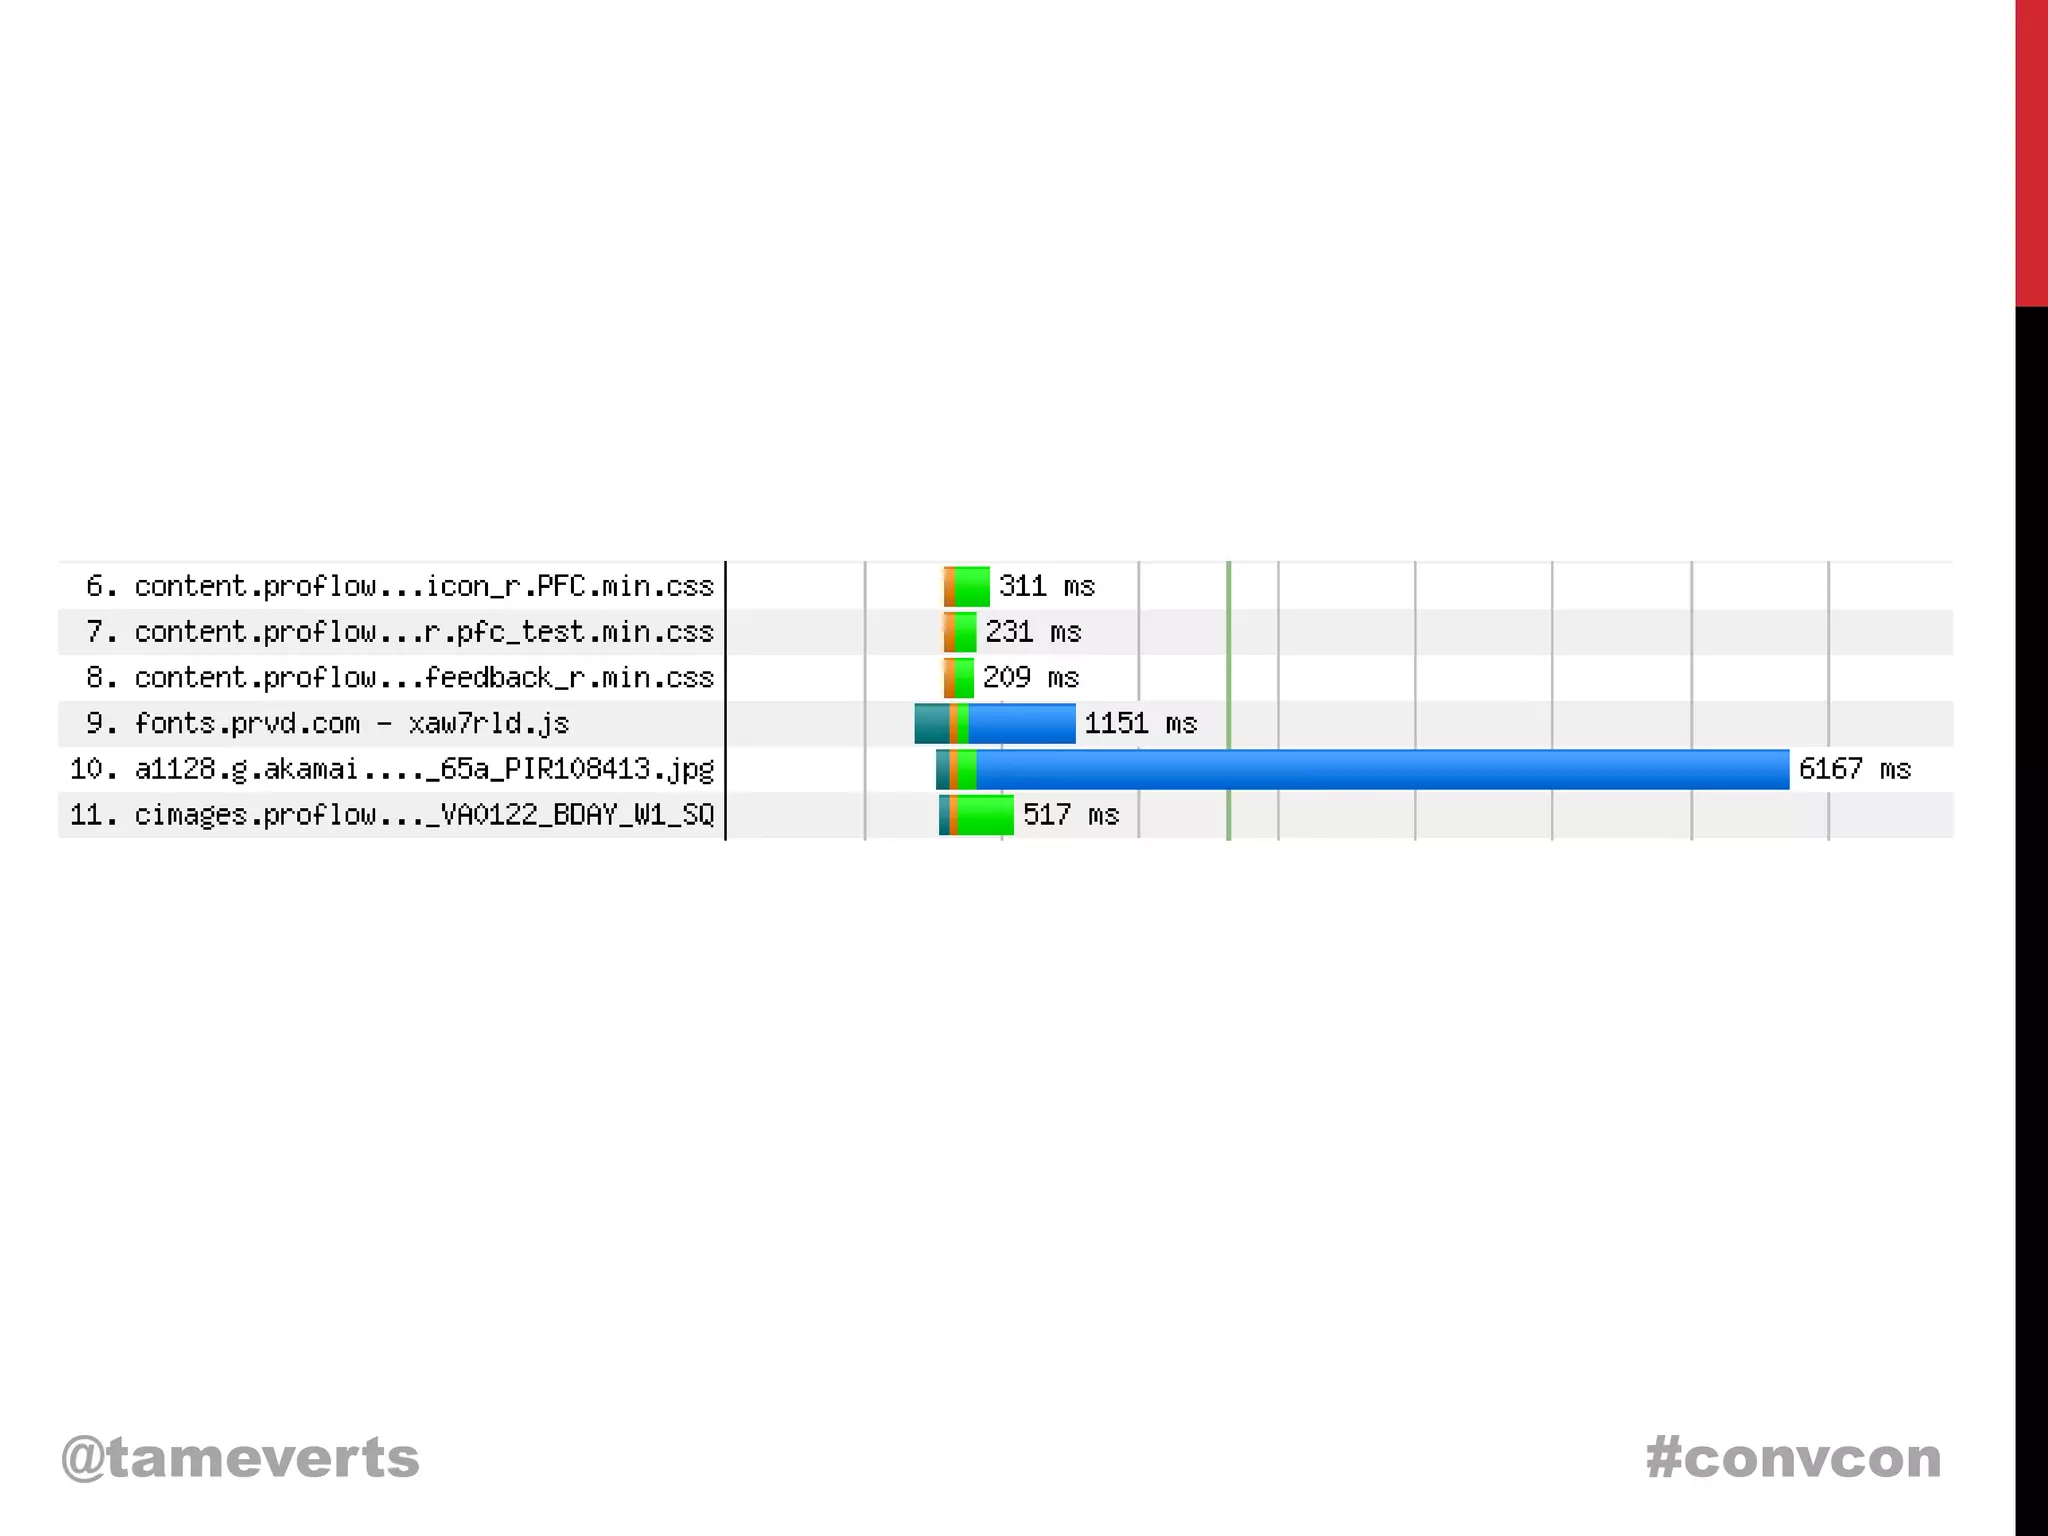 6. content.proflow...icon_r.PFC.min.css 311 ms
7. content.proflow...r.pfc_test.min.css 231 ms
8. content.proflow...feedback_r.min.css 209 ms
9. fonts.prvd.com - xaw7rld.js 1151 ms
10. a1128.g.akamai...._65a_PIR108413.jpg 6167 ms
11. cimages.proflow..._VA0122_BDAY_W1_SQ 517 ms
@tameverts #convcon